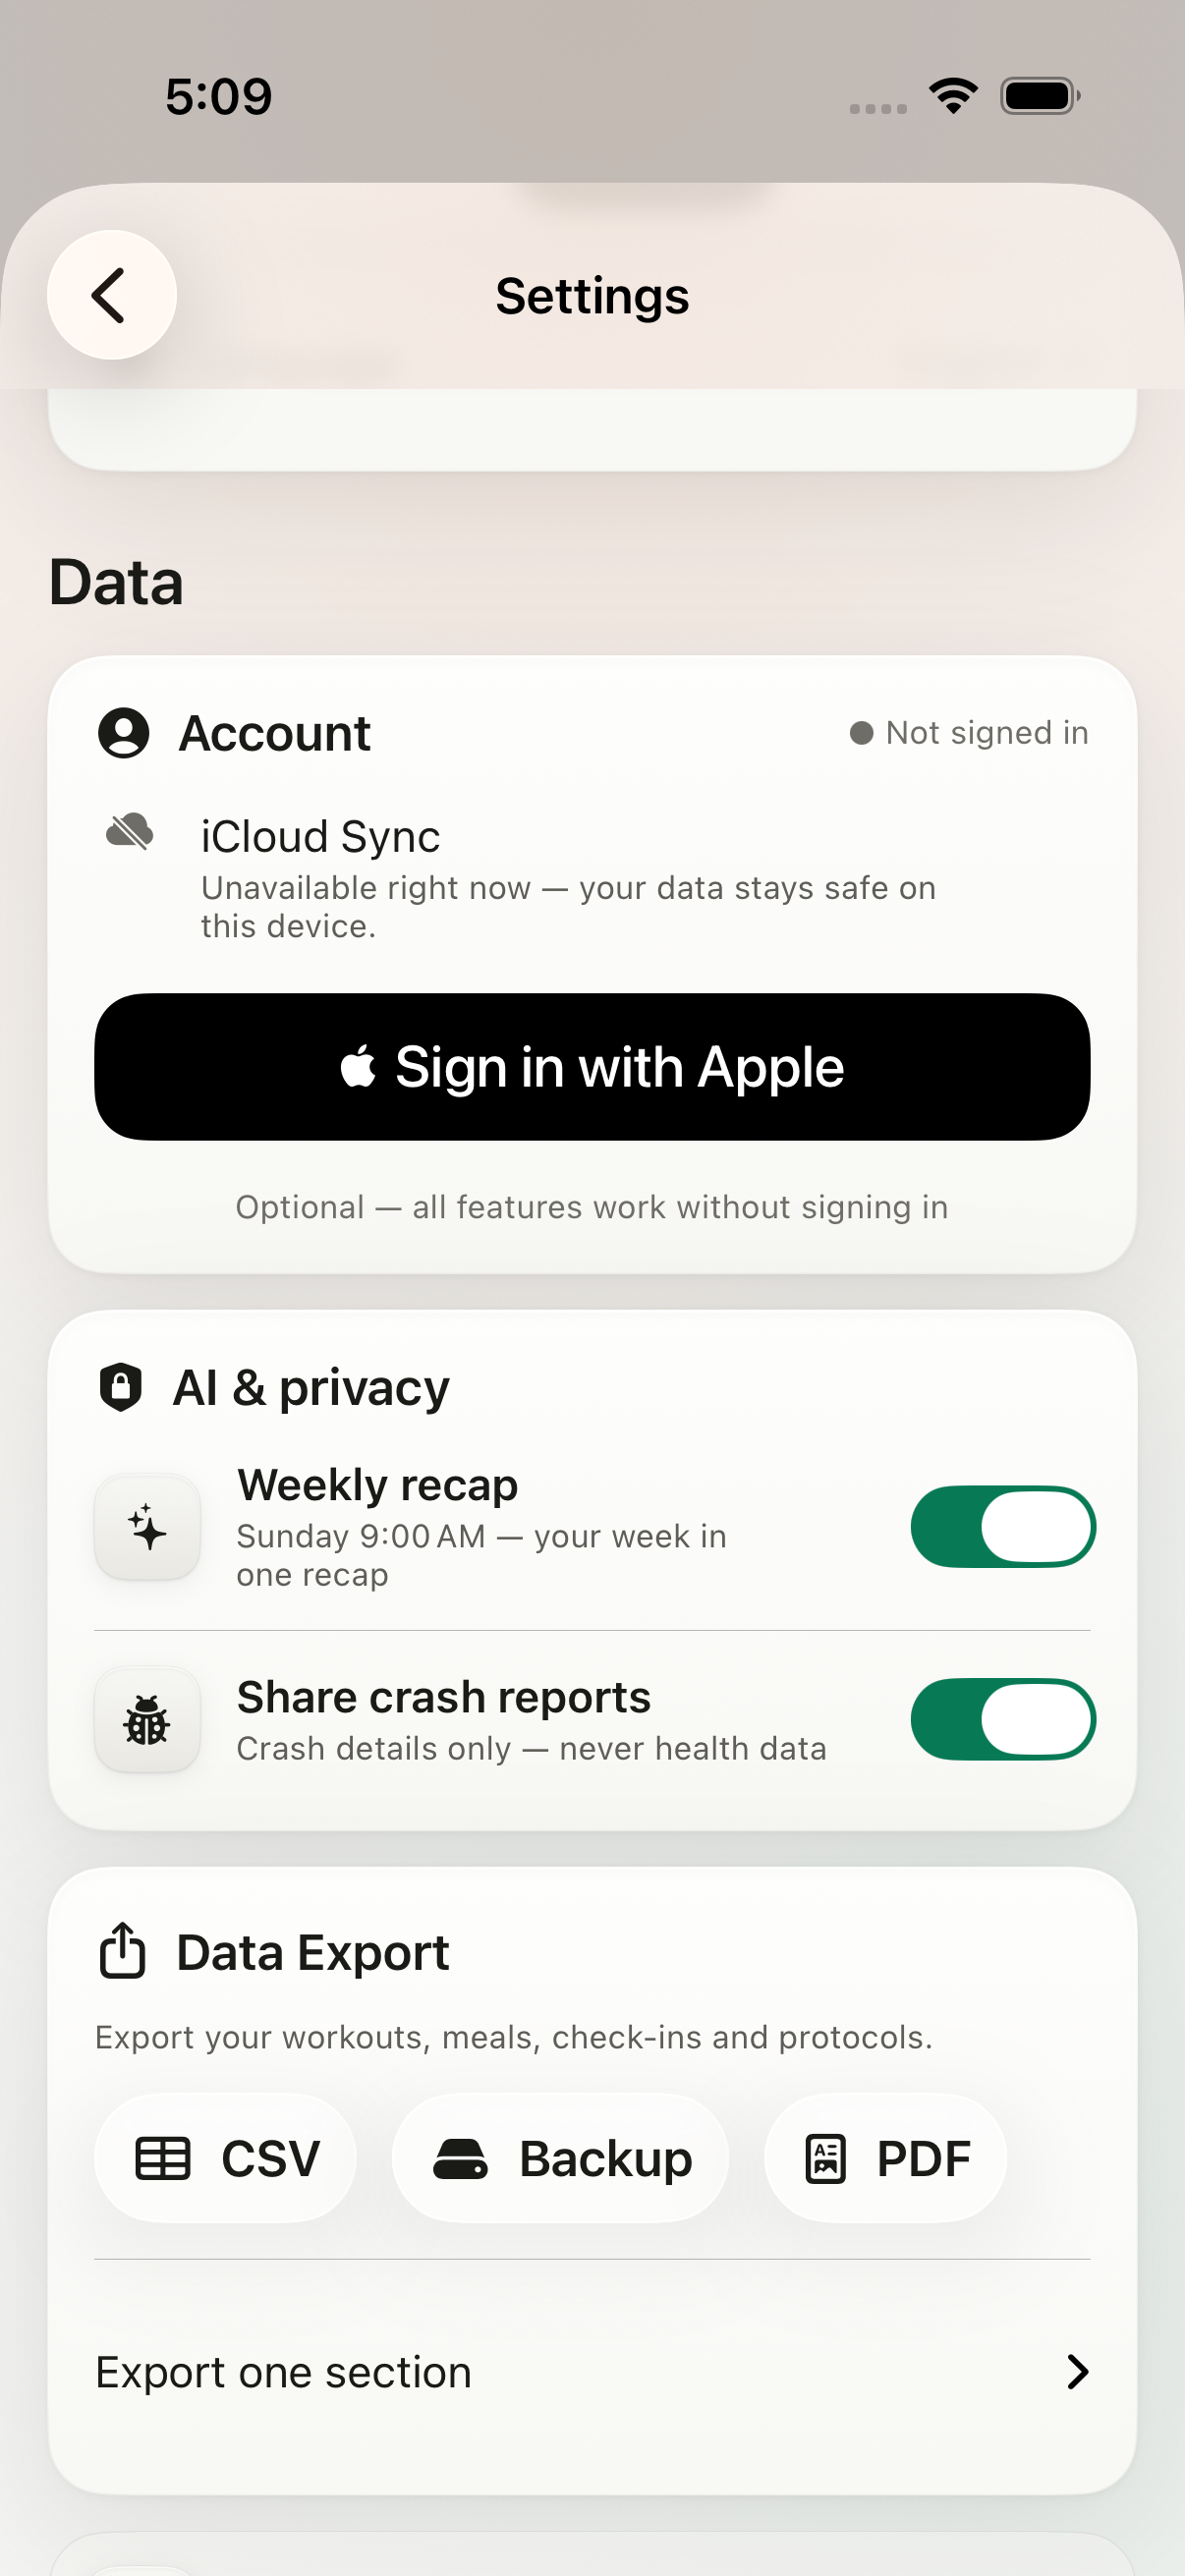 5:09
Settings
Data
Account
Not signed in
iCloud Sync
Unavailable right now — your data stays safe on
this device.
Sign in with Apple
Optional — all features work without signing in
AI & privacy
Weekly recap
Sunday 9:00 AM — your week in
one recap
Share crash reports
Crash details only — never health data
Data Export
Export your workouts, meals, check-ins and protocols.
CSV
Backup
PDF
Export one section